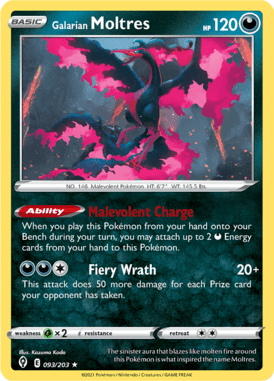 BASIC
Galarian Moltres HP 120
NO. 146 Malevolent Pokémon HT: 6'7" WT: 145.5 lbs.
Ability Malevolent Charge
When you play this Pokémon from your hand onto your
Bench during your turn, you may attach up to 2 Energy
cards from your hand to this Pokémon.
Fiery Wrath 20+
This attack does 50 more damage for each Prize card
your opponent has taken.
weakness ×2 resistance retreat
Illus. Kazuma Koda
E 093/203 ★
The sinister aura that blazes like molten fire around
this Pokémon is what inspired the name Moltres.
©2021 Pokémon / Nintendo / Creatures / GAME FREAK